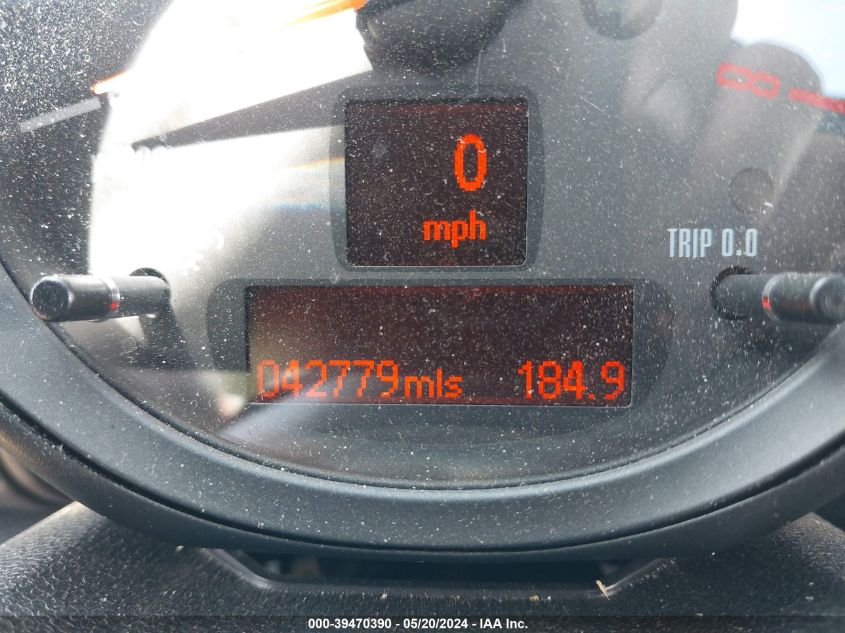 0
mph
TRIP 0.0
042779mls 184.9
000-39470390 - 05/20/2024 - IAA Inc.